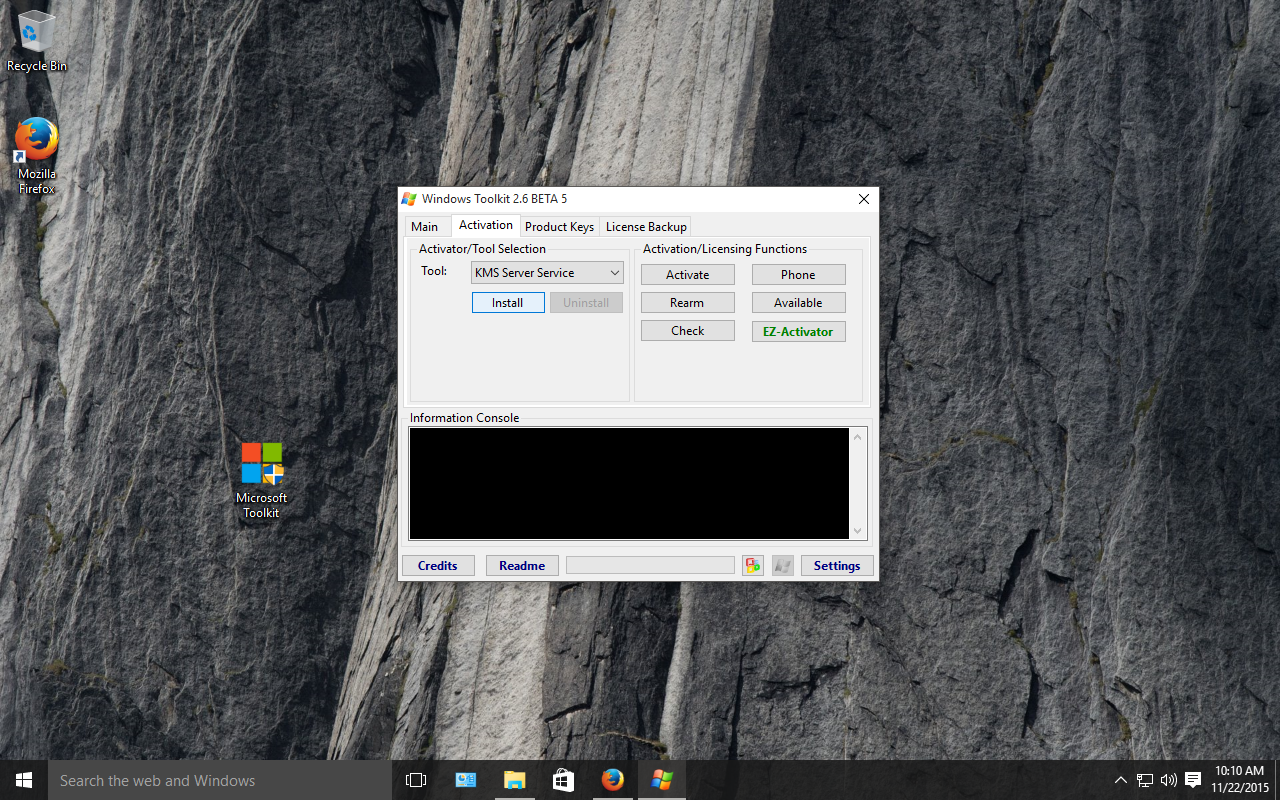 Recycle Bin
Mozilla
Firefox
Microsoft
Toolkit
Windows Toolkit 2.6 BETA 5
Main Activation Product Keys License Backup
Activator/Tool Selection
Tool: KMS Server Service
Install Uninstall
Activation/Licensing Functions
Activate Phone
Rearm Available
Check EZ-Activator
Information Console
Credits Readme Settings
Search the web and Windows
10:10 AM
11/22/2015